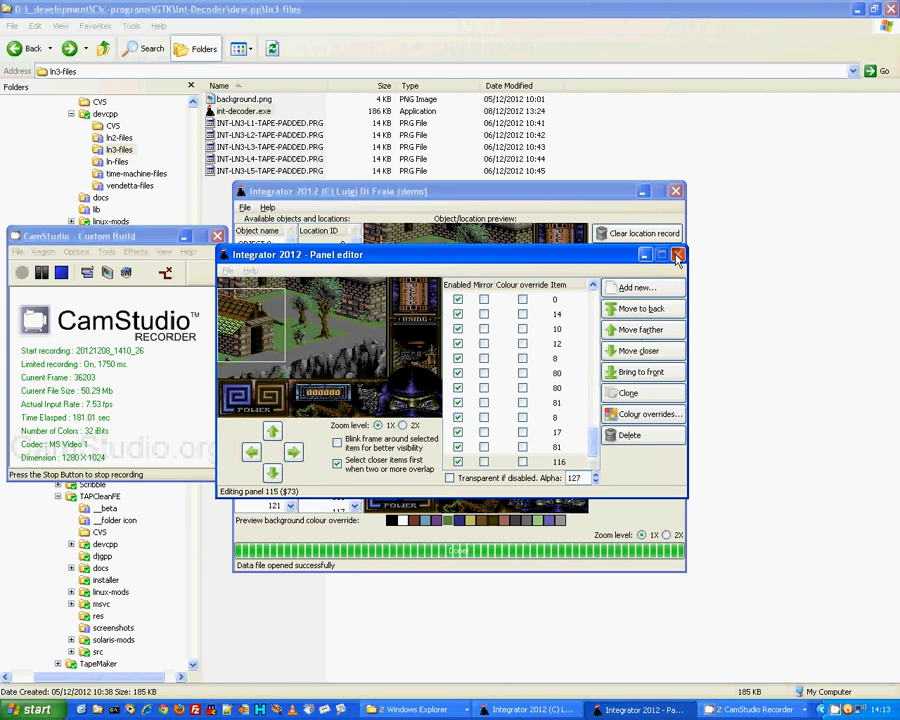 D:\_development\C\c-programs\GTK\Int-Decoder\devcpp\ln3-files
File Edit View Favorites Tools Help
Back Search Folders
Address ln3-files Go
Folders
Name Size Type Date Modified
CVS
devcpp
CVS
ln2-files
ln3-files
ln-files
time-machine-files
vendetta-files
docs
lib
linux-mods
background.png 4 KB PNG Image 05/12/2012 10:01
int-decoder.exe 186 KB Application 08/12/2012 13:24
INT-LN3-L1-TAPE-PADDED.PRG 14 KB PRG File 06/12/2012 10:41
INT-LN3-L2-TAPE-PADDED.PRG 14 KB PRG File 06/12/2012 10:42
INT-LN3-L3-TAPE-PADDED.PRG 14 KB PRG File 06/12/2012 10:43
INT-LN3-L4-TAPE-PADDED.PRG 14 KB PRG File 06/12/2012 10:44
INT-LN3-L5-TAPE-PADDED.PRG 14 KB PRG File 06/12/2012 10:45
Integrator 2012 (C) Luigi Di Fraia (demo)
File Help
Available objects and locations: Object/location preview:
Object name Location ID
Clear location record
CamStudio - Custom Build
File Region Options Tools Effects View Help
CamStudio™
RECORDER
Start recording : 20121208_1410_26
Limited recording : On, 1750 ms.
Current Frame : 36203
Current File Size : 50.29 Mb
Actual Input Rate : 7.53 fps
Time Elasped : 181.01 sec
Number of Colors : 32 bits
Codec : MS Video 1
Dimension : 1280 X 1024
CamStudio.org
Press the Stop Button to stop recording
Integrator 2012 - Panel editor
File Help
Enabled Mirror Colour override Item
0
14
10
12
8
80
80
81
8
17
81
116
Add new...
Move to back
Move farther
Move closer
Bring to front
Clone
Colour overrides...
Delete
USING
POWER
Zoom level: 1X 2X
Blink frame around selected
item for better visibility
Select closer items first
when two or more overlap
Transparent if disabled. Alpha: 127
Editing panel 115 ($73)
121
Preview background colour override:
Zoom level: 1X 2X
Done!
Data file opened successfully
Scribble
TAPCleanFE
__beta
__folder icon
CVS
devcpp
djgpp
docs
installer
linux-mods
msvc
res
screenshots
solaris-mods
src
TapeMaker
Date Created: 05/12/2012 10:38 Size: 185 KB 185 KB My Computer
start 2 Windows Explorer Integrator 2012 (C) L... Integrator 2012 - Pa... 2 CamStudio Recorder 14:13